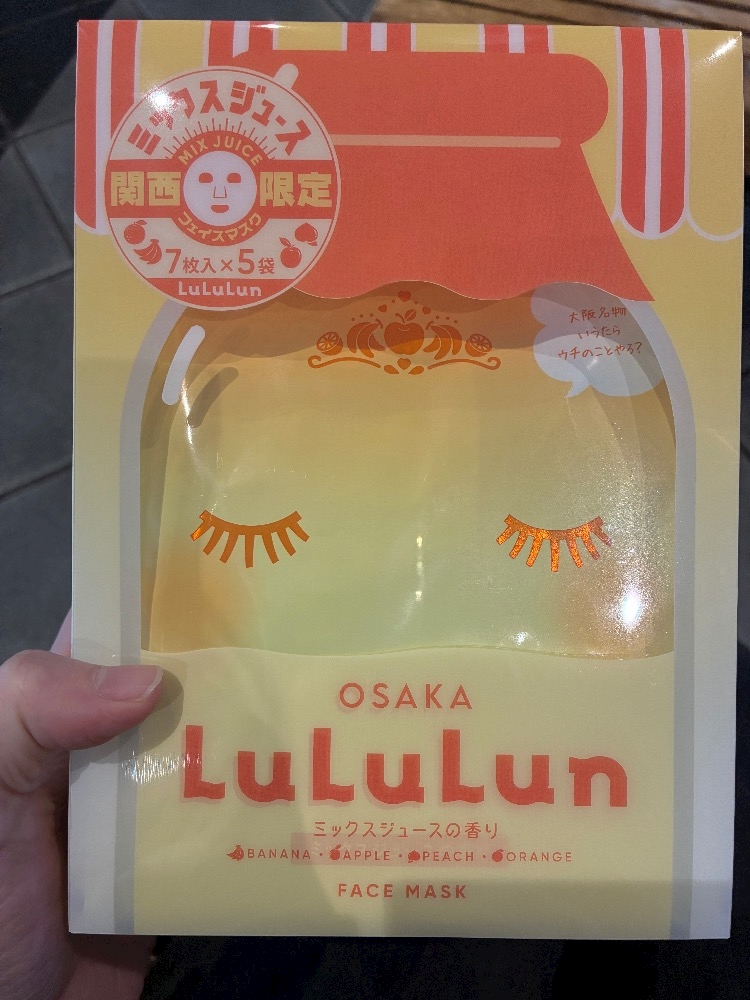 ミックスジュース
MIX JUICE
関西 限定
フェイスマスク
7枚入×5袋
LuLuLun
大阪名物
いうたら
ウチのことやろ?
OSAKA
LuLuLun
ミックスジュースの香り
BANANA・APPLE・PEACH・ORANGE
FACE MASK